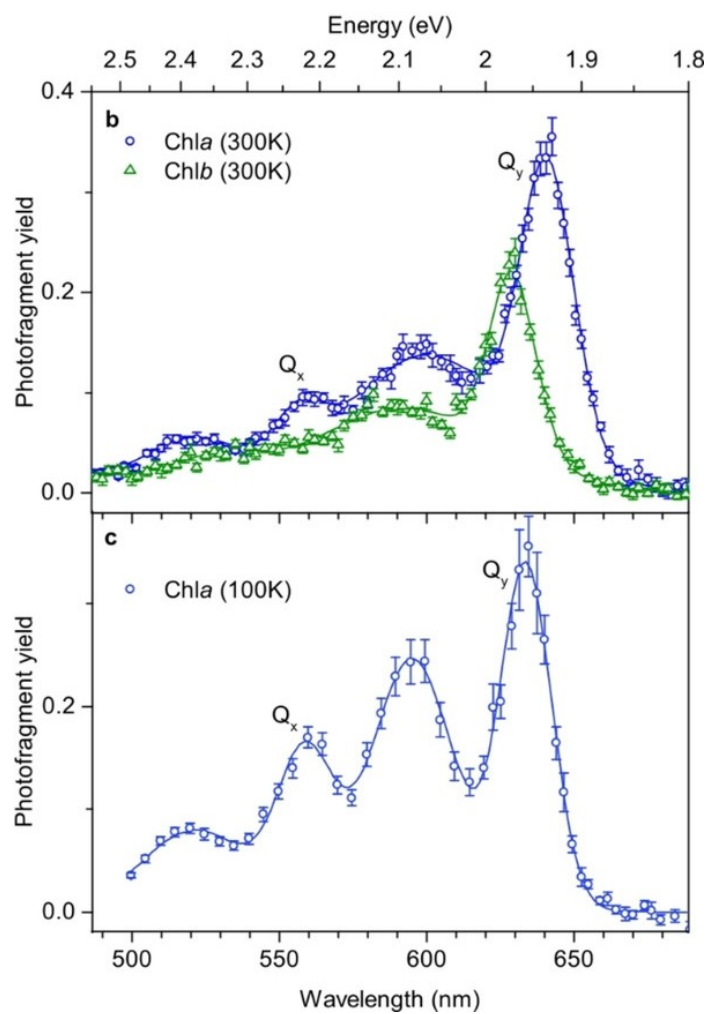 Energy (eV)
2.5 2.4 2.3 2.2 2.1 2 1.9 1.8
0.4
b
Chla (300K)
Chlb (300K)
Qy
Qx
0.2
Photofragment yield
0.0
c
Chla (100K)
Qy
Qx
0.2
Photofragment yield
0.0
500 550 600 650
Wavelength (nm)